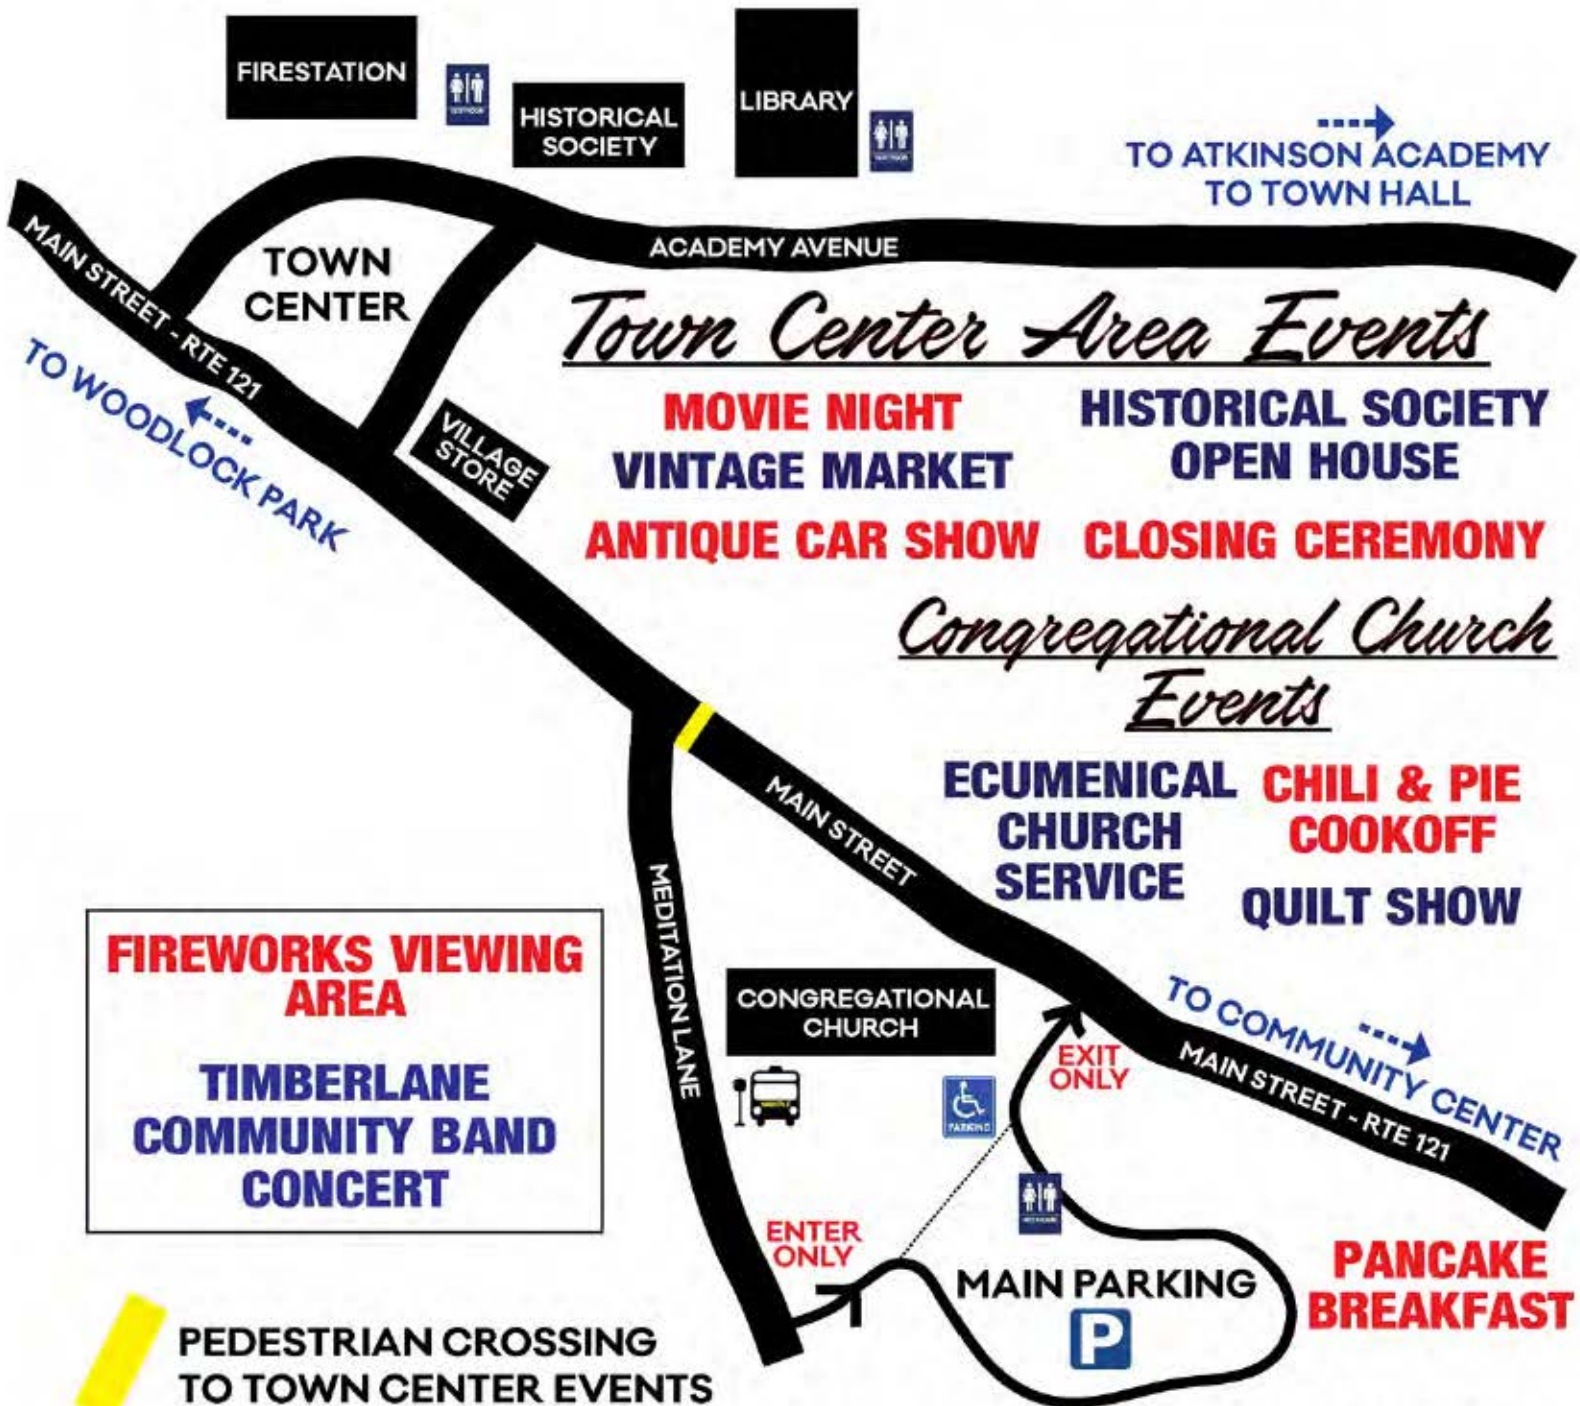 FIRESTATION
HISTORICAL
SOCIETY
LIBRARY
TO ATKINSON ACADEMY
TO TOWN HALL
MAIN STREET - RTE 121
TOWN
CENTER
ACADEMY AVENUE
TO WOODLOCK PARK
VILLAGE
STORE
Town Center Area Events
MOVIE NIGHT
VINTAGE MARKET
ANTIQUE CAR SHOW
HISTORICAL SOCIETY
OPEN HOUSE
CLOSING CEREMONY
Congregational Church
Events
ECUMENICAL
CHURCH
SERVICE
CHILI & PIE
COOKOFF
QUILT SHOW
MAIN STREET
MEDITATION LANE
FIREWORKS VIEWING
AREA
TIMBERLANE
COMMUNITY BAND
CONCERT
CONGREGATIONAL
CHURCH
PARKING
EXIT
ONLY
TO COMMUNITY CENTER
MAIN STREET - RTE 121
ENTER
ONLY
MAIN PARKING
P
PANCAKE
BREAKFAST
PEDESTRIAN CROSSING
TO TOWN CENTER EVENTS